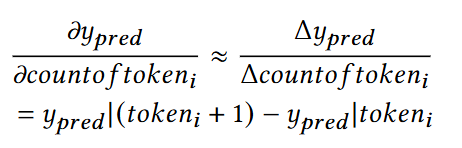 ∂y_pred / ∂countoftoken_i ≈ Δy_pred / Δcountoftoken_i
= y_pred|(token_i + 1) − y_pred|token_i